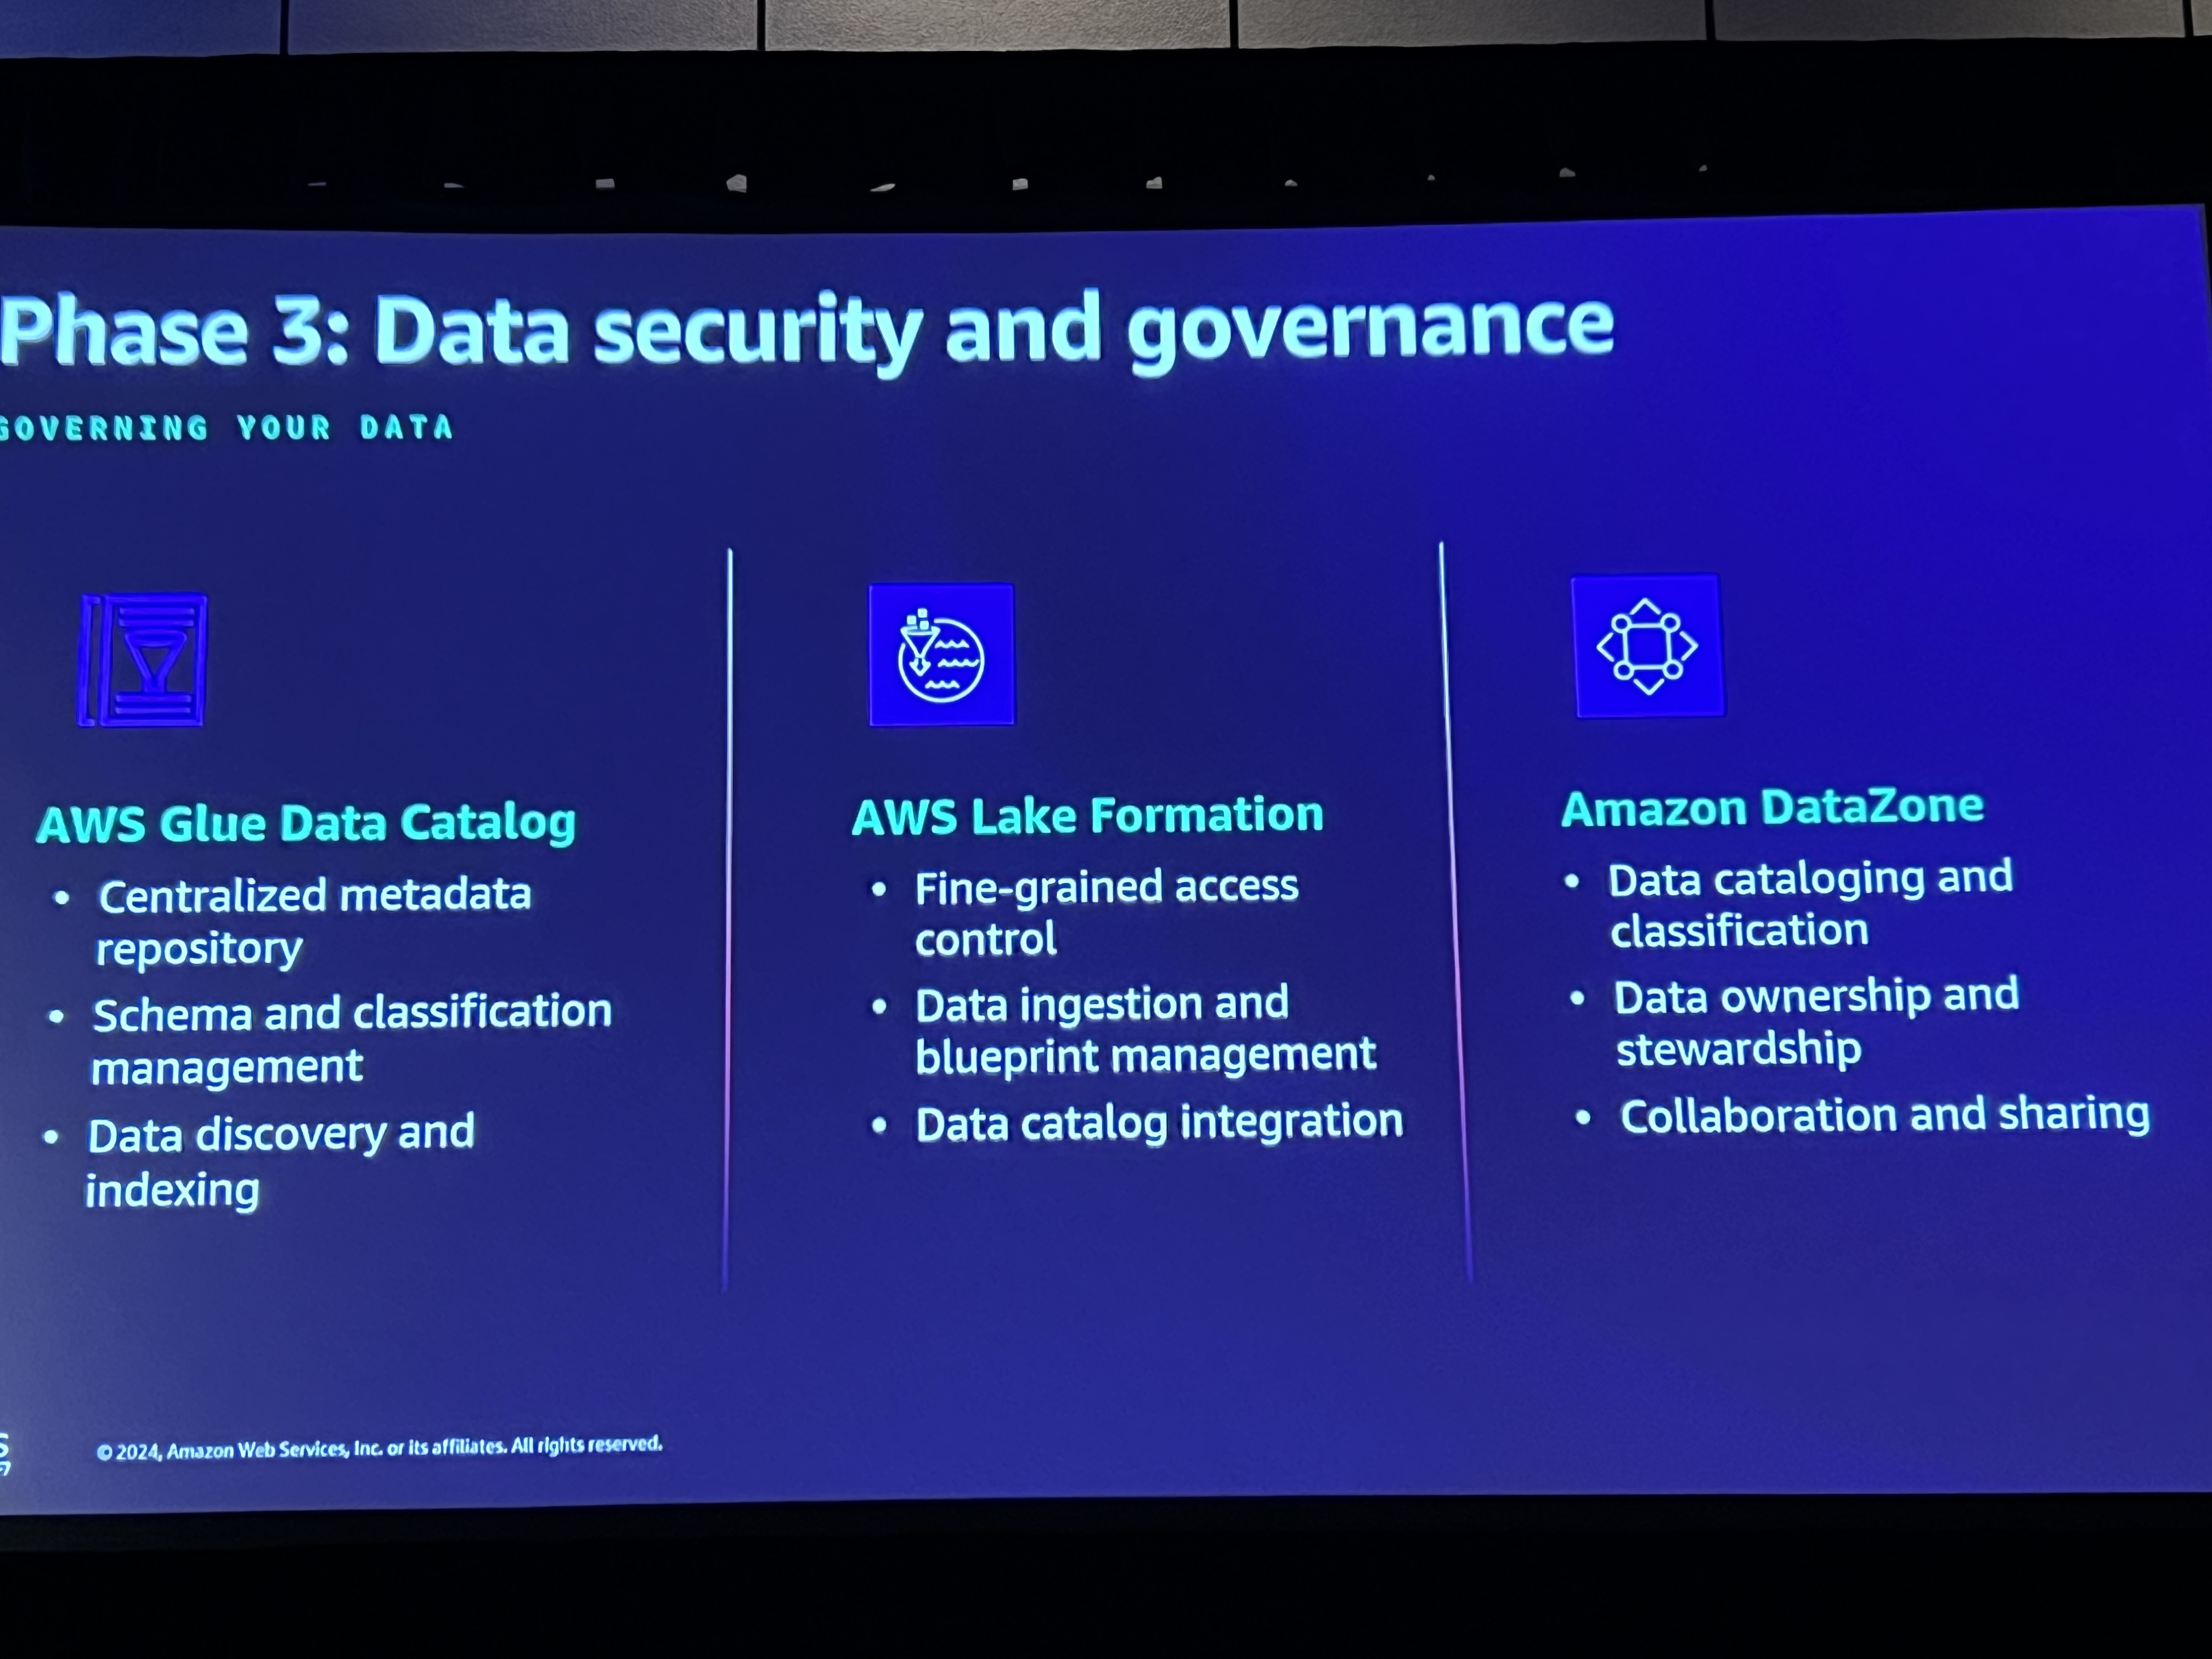 Phase 3: Data security and governance
GOVERNING YOUR DATA
AWS Glue Data Catalog
• Centralized metadata
repository
• Schema and classification
management
• Data discovery and
indexing
AWS Lake Formation
• Fine-grained access
control
• Data ingestion and
blueprint management
• Data catalog integration
Amazon DataZone
• Data cataloging and
classification
• Data ownership and
stewardship
• Collaboration and sharing
© 2024, Amazon Web Services, Inc. or its affiliates. All rights reserved.